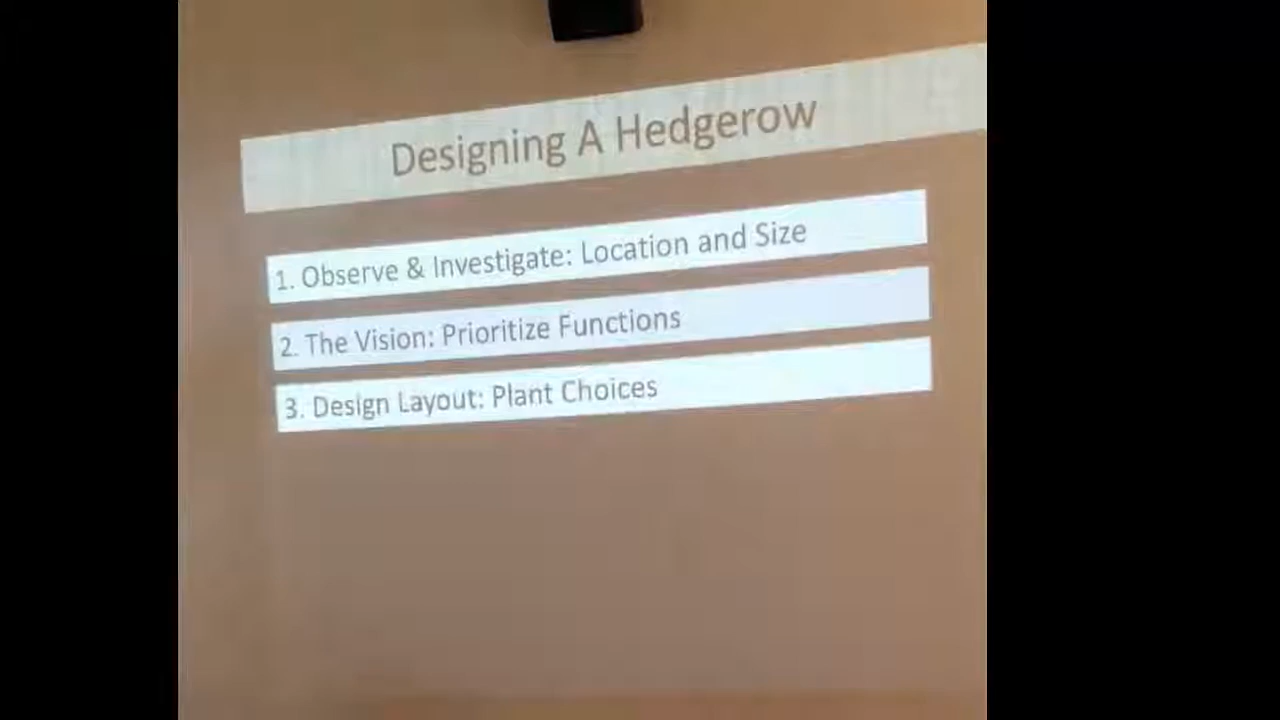 Designing A Hedgerow
1. Observe & Investigate: Location and Size
2. The Vision: Prioritize Functions
3. Design Layout: Plant Choices